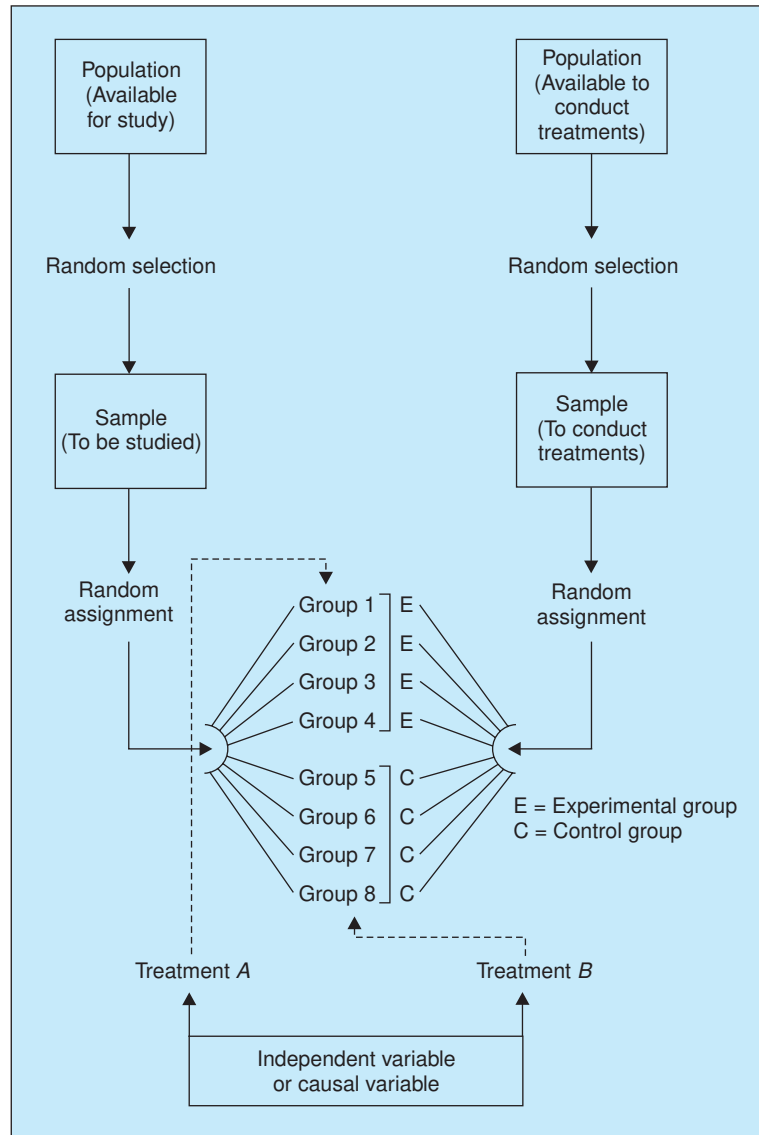 Population
(Available
for study)
Population
(Available to
conduct
treatments)
Random selection
Random selection
Sample
(To be studied)
Sample
(To conduct
treatments)
Random
assignment
Random
assignment
Group 1 E
Group 2 E
Group 3 E
Group 4 E
Group 5 C
Group 6 C
Group 7 C
Group 8 C
E = Experimental group
C = Control group
Treatment A
Treatment B
Independent variable
or causal variable